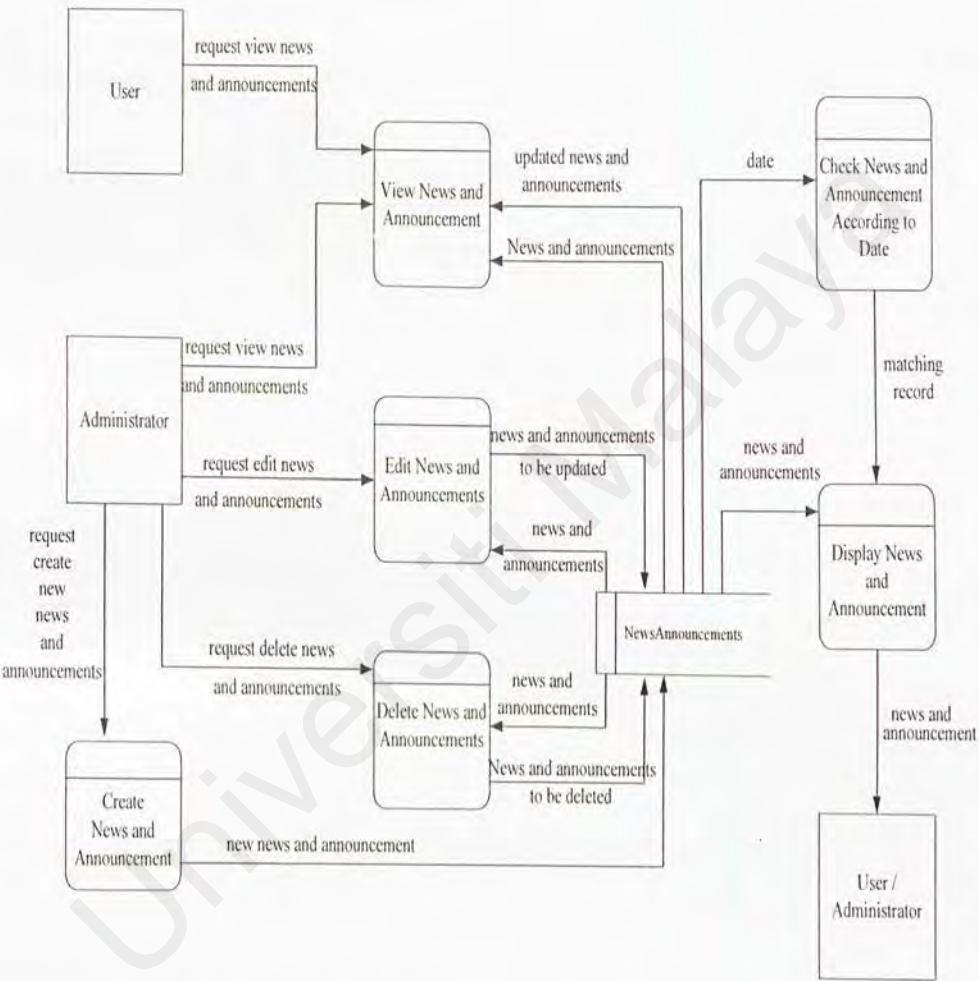 User
request view news
and announcements
View News and
Announcement
updated news and
announcements
News and announcements
date
Check News and
Announcement
According to
Date
matching
record
Administrator
request view news
and announcements
request edit news
and announcements
Edit News and
Announcements
news and announcements
to be updated
news and
announcements
news and
announcements
Display News
and
Announcement
request
create
new
news
and
announcements
NewsAnnouncements
request delete news
and announcements
Delete News and
Announcements
news and
announcements
News and announcements
to be deleted
Create
News and
Announcement
new news and announcement
news and
announcement
User /
Administrator
Universiti Malaya